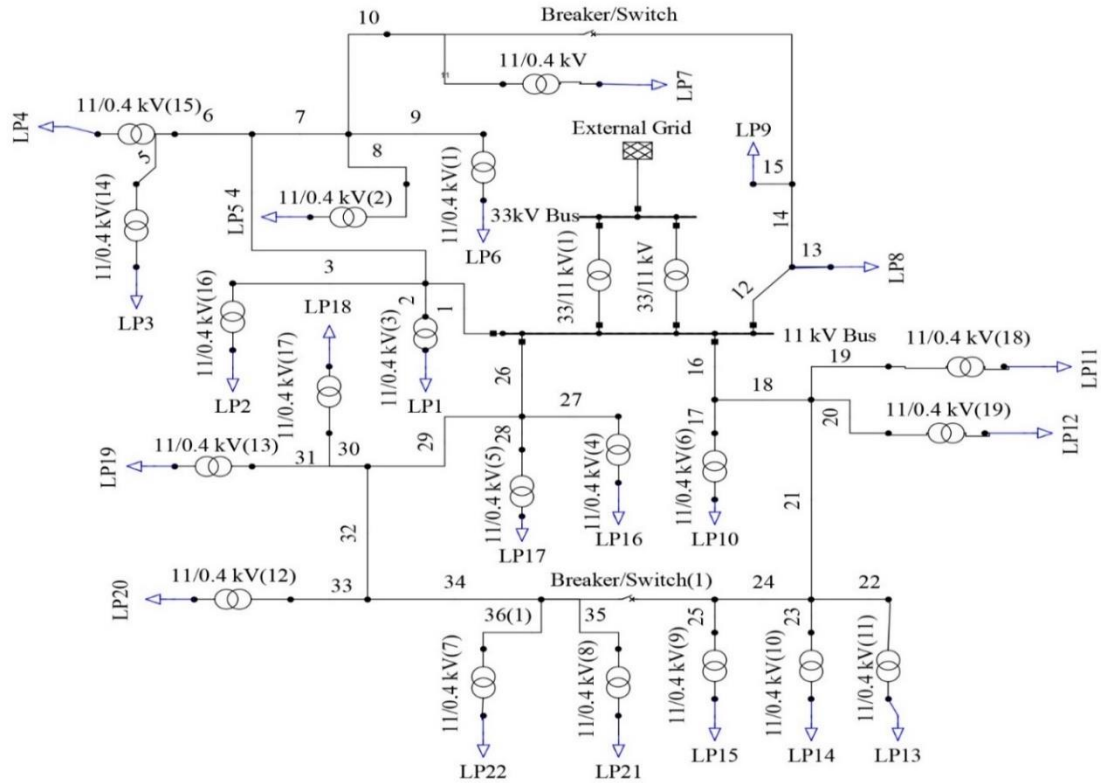 10
Breaker/Switch
11/0.4 kV
11
LP7
11/0.4 kV(15)
6
7
9
LP4
External Grid
LP9
5
8
15
11/0.4 kV(1)
11/0.4 kV(14)
4
LP5
11/0.4 kV(2)
33kV Bus
14
LP6
13
3
LP8
33/11 kV(1)
33/11 kV
12
LP3
11/0.4 kV(16)
LP18
2
1
11/0.4 kV(3)
11 kV Bus
11/0.4 kV(17)
19
11/0.4 kV(18)
LP11
26
16
LP2
LP1
18
20
11/0.4 kV(19)
27
17
LP12
29
28
11/0.4 kV(13)
LP19
31
30
11/0.4 kV(5)
11/0.4 kV(4)
11/0.4 kV(6)
21
32
LP17
LP16
LP10
11/0.4 kV(12)
LP20
33
34
Breaker/Switch(1)
24
22
36(1)
35
25
23
11/0.4 kV(7)
11/0.4 kV(8)
11/0.4 kV(9)
11/0.4 kV(10)
11/0.4 kV(11)
LP22
LP21
LP15
LP14
LP13